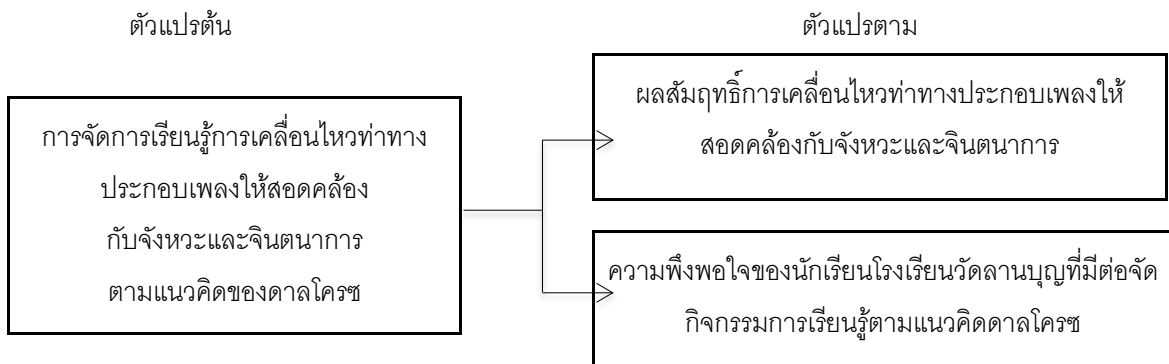 ตัวแปรต้น
ตัวแปรตาม
การจัดการเรียนรู้การเคลื่อนไหวท่าทาง
ประกอบเพลงให้สอดคล้อง
กับจังหวะและจินตนาการ
ตามแนวคิดของดาลโครซ
ผลสัมฤทธิ์การเคลื่อนไหวท่าทางประกอบเพลงให้
สอดคล้องกับจังหวะและจินตนาการ
ความพึงพอใจของนักเรียนโรงเรียนวัดลานบุญที่มีต่อจัด
กิจกรรมการเรียนรู้ตามแนวคิดดาลโครซ